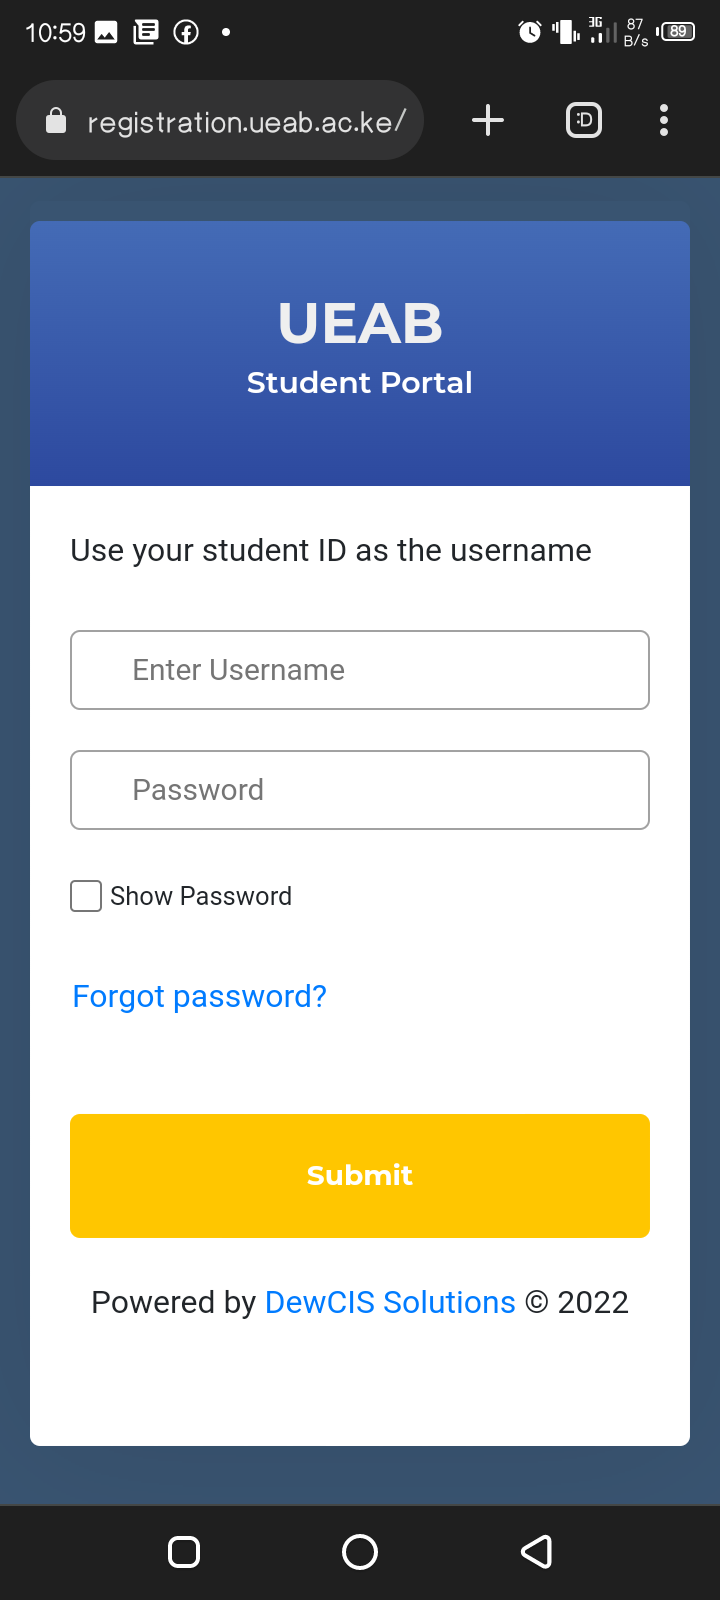 10:59 3G 87 B/s 89
registration.ueab.ac.ke/ :D
UEAB
Student Portal
Use your student ID as the username
Enter Username
Password
Show Password
Forgot password?
Submit
Powered by DewCIS Solutions © 2022